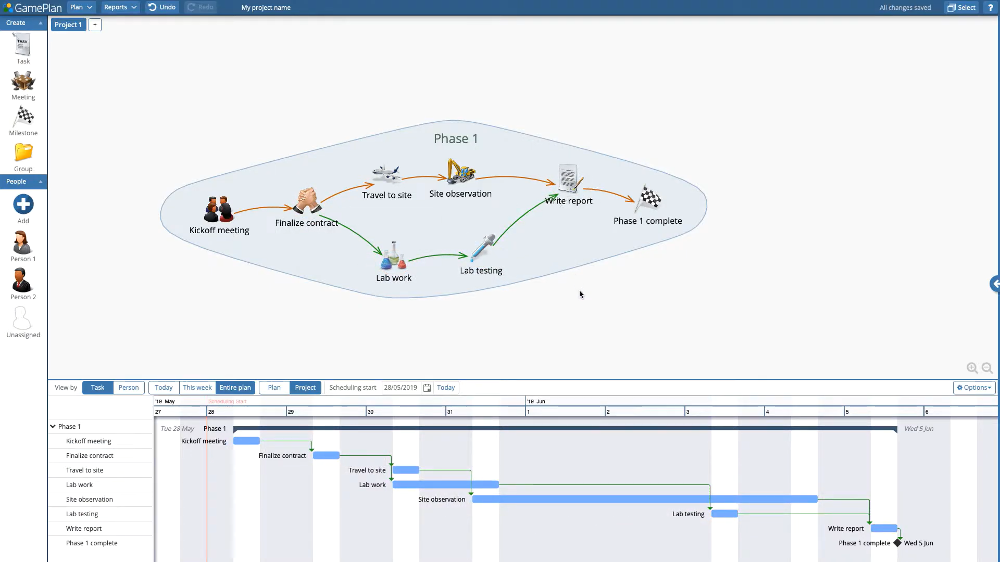 GamePlan Plan Reports Undo Redo My project name All changes saved Select ?
Create
Project 1 +
Task
Meeting
Milestone
Group
People
Add
Person 1
Person 2
Unassigned
Phase 1
Travel to site
Site observation
Write report
Kickoff meeting
Finalize contract
Phase 1 complete
Lab work
Lab testing
View by Task Person Today This week Entire plan Plan Project Scheduling start 28/05/2019 Today Options
'19 May Scheduling start '19 Jun
27 28 29 30 31 1 2 3 4 5 6
Phase 1 Tue 28 May Phase 1 Wed 5 Jun
Kickoff meeting Kickoff meeting
Finalize contract Finalize contract
Travel to site Travel to site
Lab work Lab work
Site observation Site observation
Lab testing Lab testing
Write report Write report
Phase 1 complete Phase 1 complete Wed 5 Jun